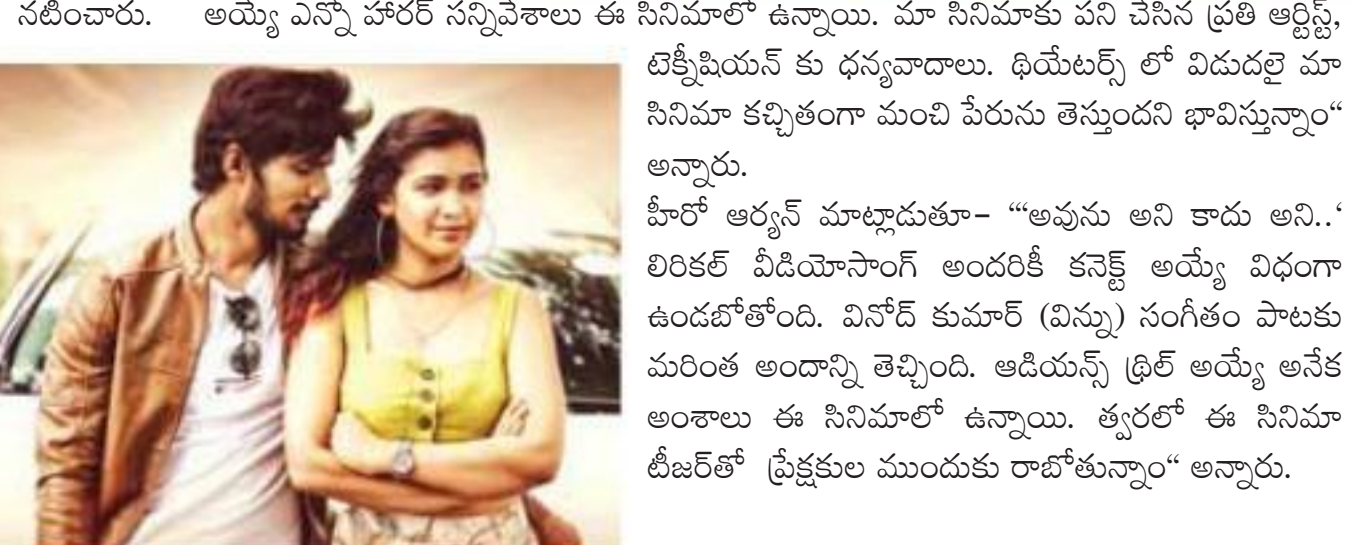 నటించారు. అయ్యే ఎన్నో హారర్ సన్నివేశాలు ఈ సినిమాలో ఉన్నాయి. మా సినిమాకు పని చేసిన ప్రతి ఆర్టిస్ట్,
టెక్నీషియన్ కు ధన్యవాదాలు. థియేటర్స్ లో విడుదలై మా
సినిమా కచ్చితంగా మంచి పేరును తెస్తుందని భావిస్తున్నాం“
అన్నారు.
హీరో ఆర్యన్ మాట్లాడుతూ– “‘అవును అని కాదు అని..‘
లిరికల్ వీడియోసాంగ్ అందరికీ కనెక్ట్ అయ్యే విధంగా
ఉండబోతోంది. వినోద్ కుమార్ (విన్ను) సంగీతం పాటకు
మరింత అందాన్ని తెచ్చింది. ఆడియన్స్ థ్రిల్ అయ్యే అనేక
అంశాలు ఈ సినిమాలో ఉన్నాయి. త్వరలో ఈ సినిమా
టీజర్‌తో ప్రేక్షకుల ముందుకు రాబోతున్నాం“ అన్నారు.